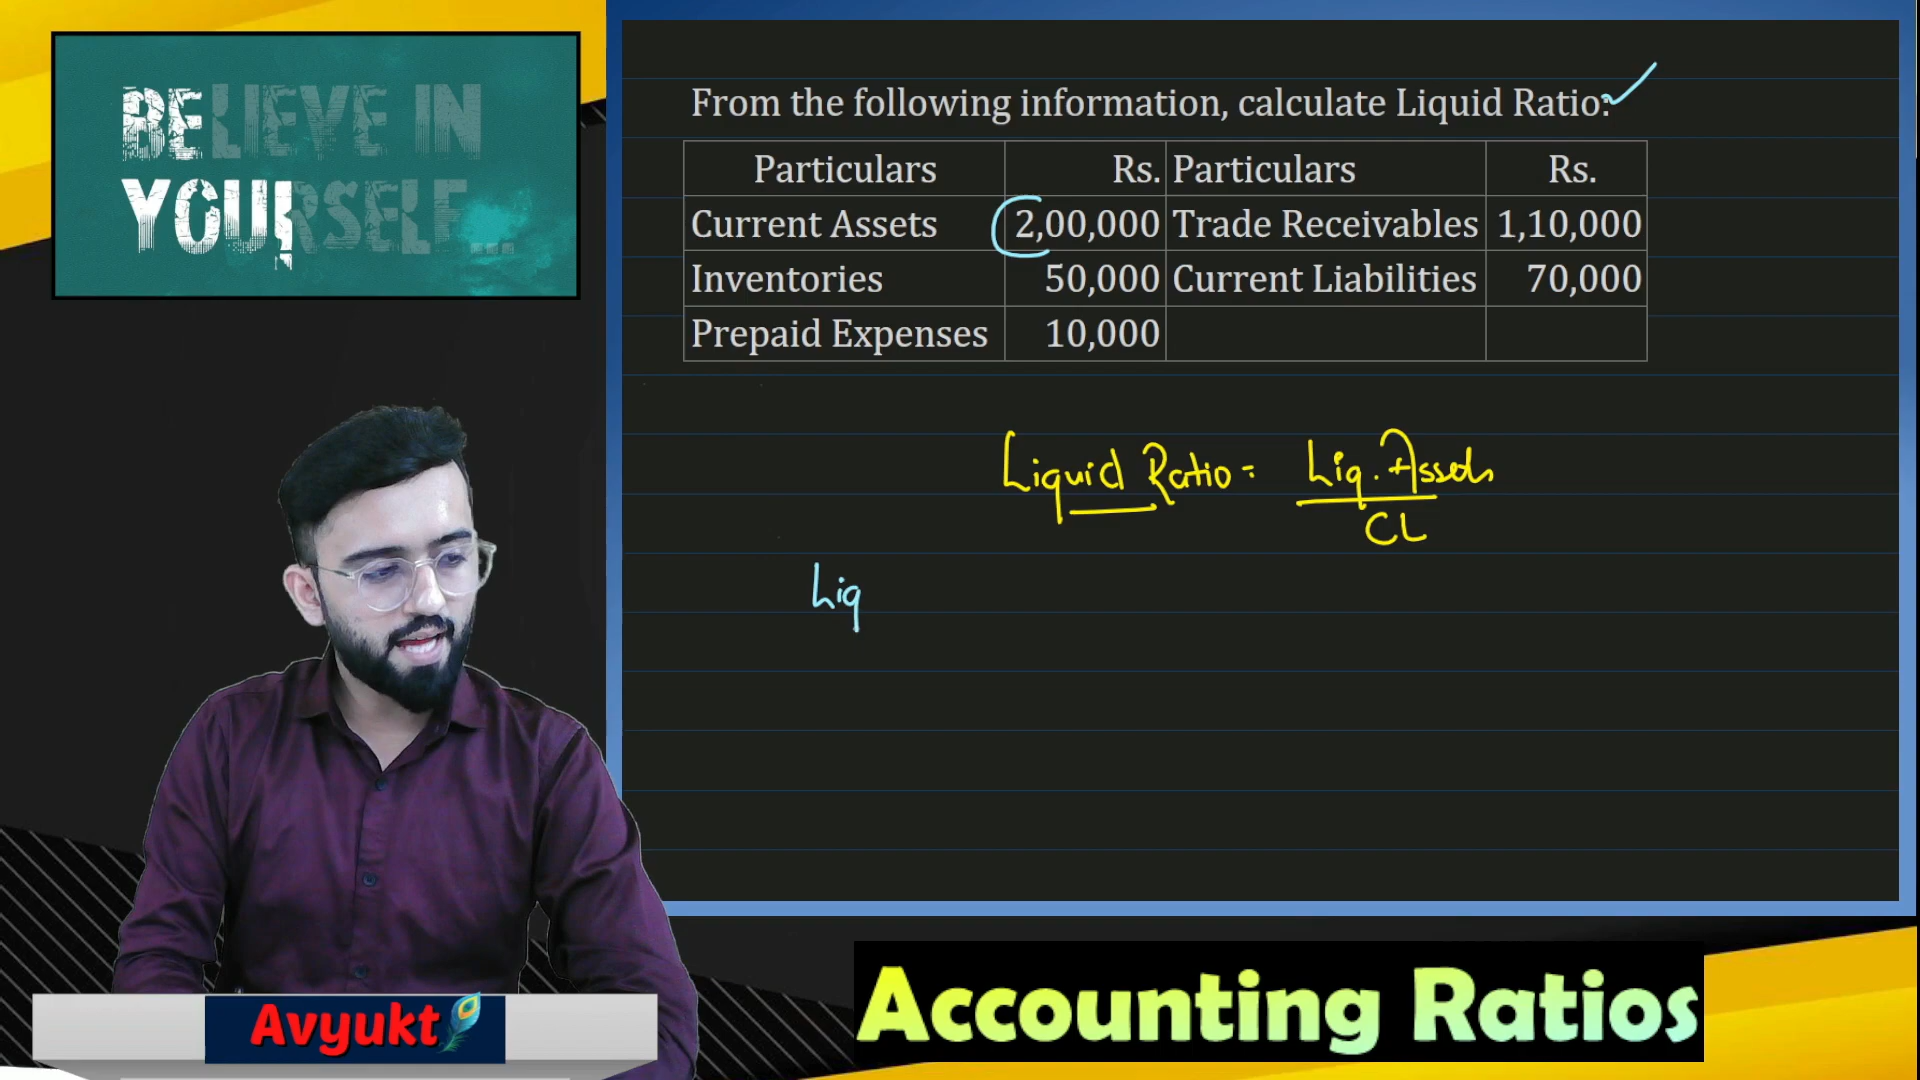 BELIEVE IN
YOURSELF...
From the following information, calculate Liquid Ratio:
Particulars Rs. Particulars Rs.
Current Assets 2,00,000 Trade Receivables 1,10,000
Inventories 50,000 Current Liabilities 70,000
Prepaid Expenses 10,000
Liquid Ratio = Liq. Assets
CL
Liq
Avyukt
Accounting Ratios